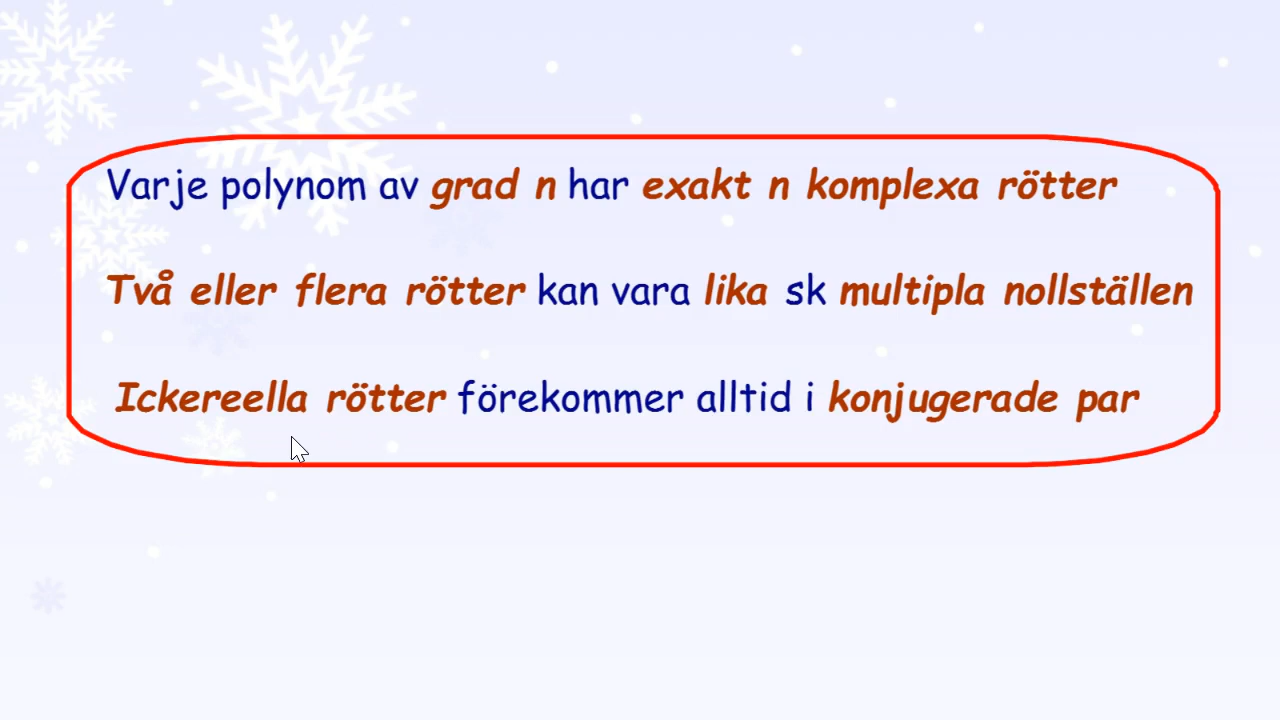 Varje polynom av grad n har exakt n komplexa rötter
Två eller flera rötter kan vara lika sk multipla nollställen
Ickereella rötter förekommer alltid i konjugerade par